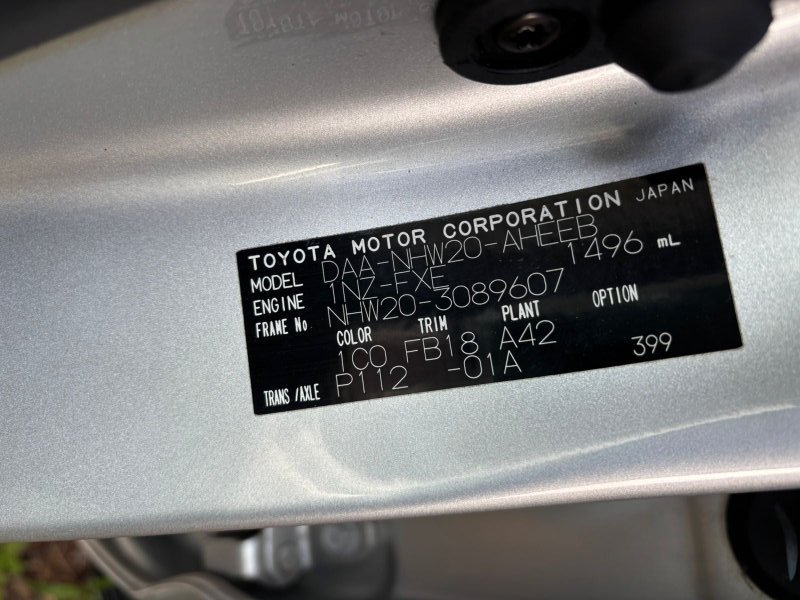 TOYOTA MOTOR CORPORATION JAPAN
MODEL DAA-NHW20-AHEEB
ENGINE 1NZ-FXE 1496 mL
FRAME No NHW20-3089607
COLOR TRIM PLANT OPTION
1C0 FB18 A42
TRANS/AXLE P112 -01A 399